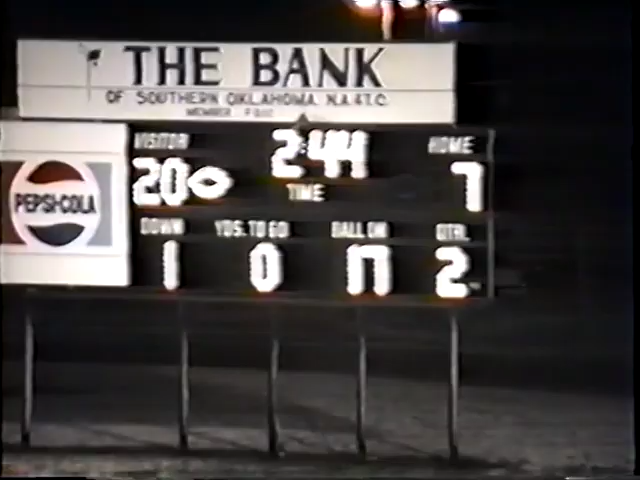 THE BANK
OF SOUTHERN OKLAHOMA N.A. & T.C.
MEMBER F.D.I.C.
VISITOR 2:44 HOME
20 TIME 7
PEPSI-COLA
DOWN YDS. TO GO BALL ON QTR.
1 0 17 2